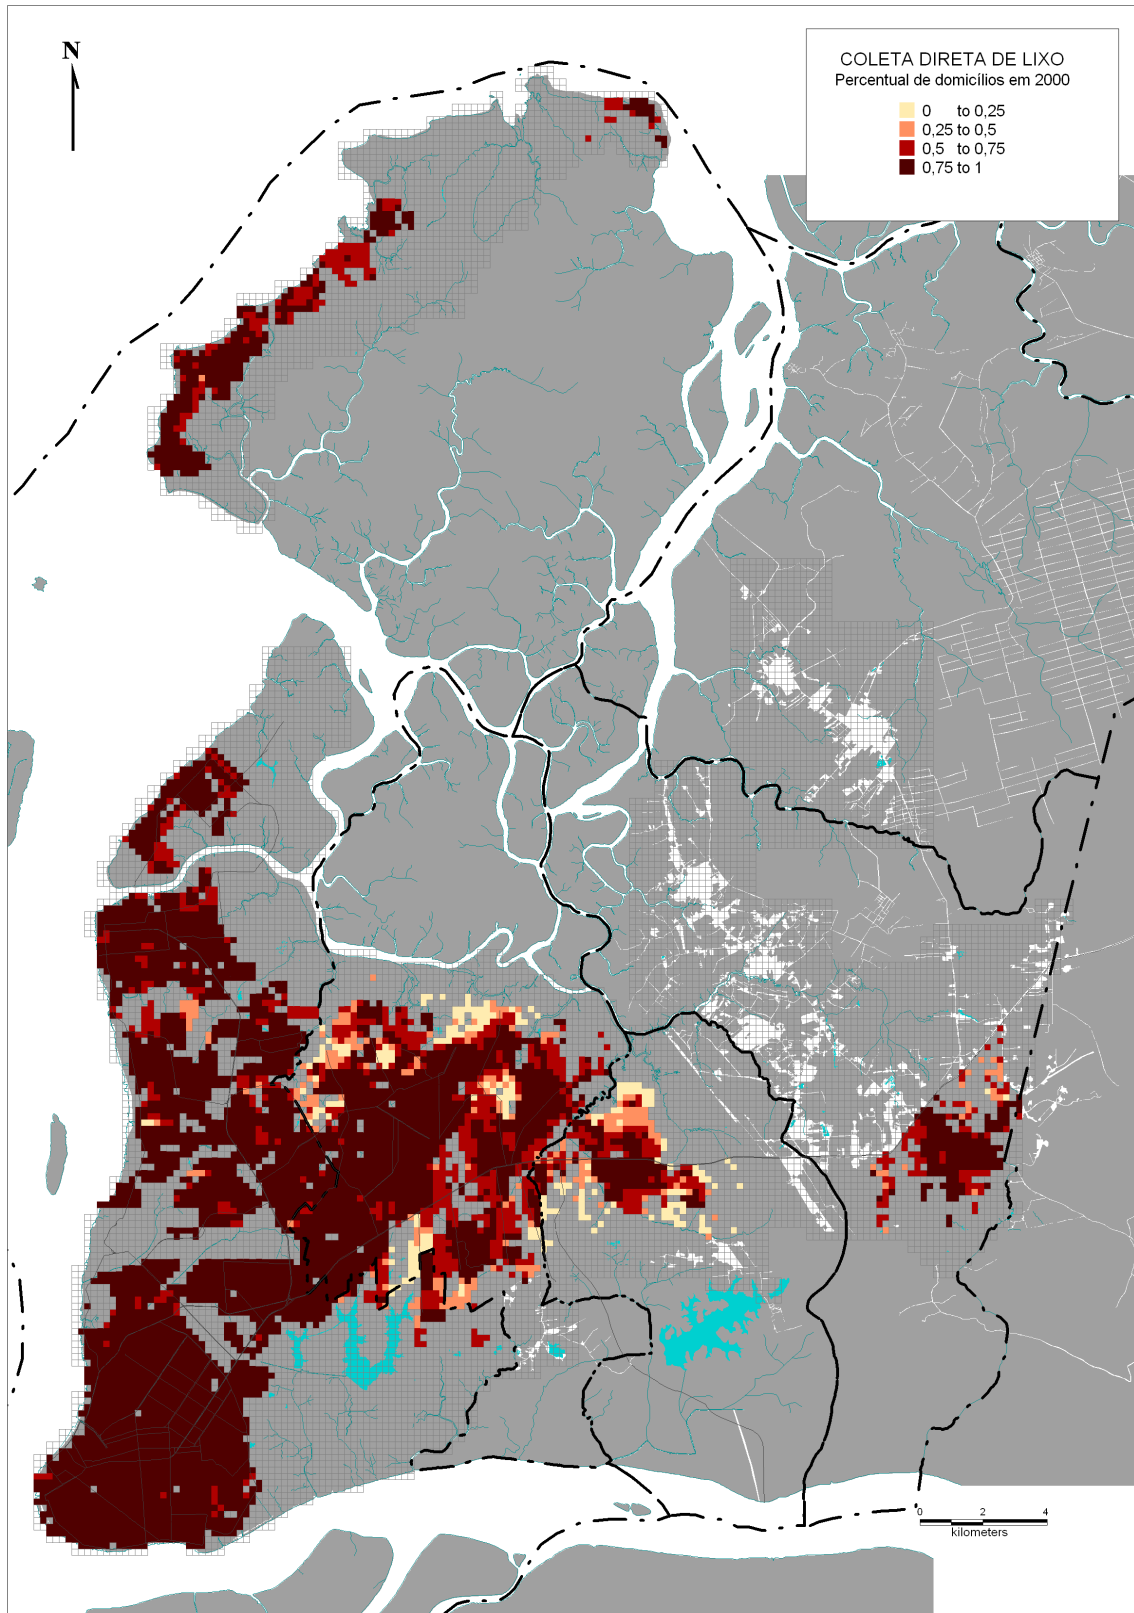 N
COLETA DIRETA DE LIXO
Percentual de domicílios em 2000
0 to 0,25
0,25 to 0,5
0,5 to 0,75
0,75 to 1
0 2 4
kilometers